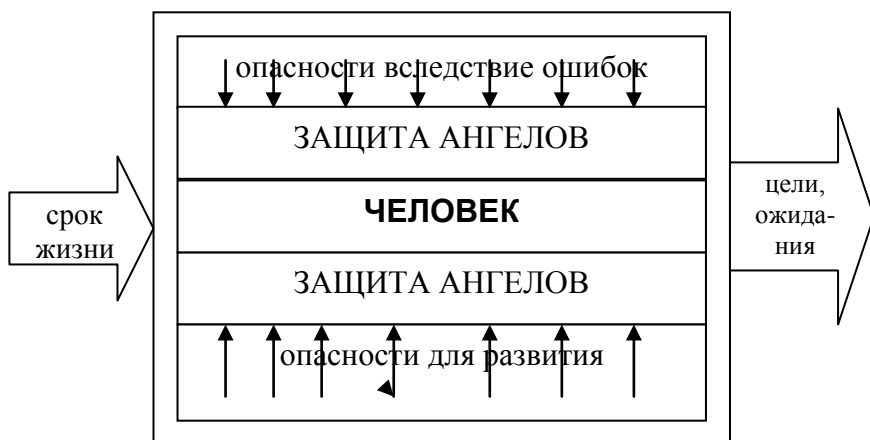 опасности вследствие ошибок
ЗАЩИТА АНГЕЛОВ
срок
жизни
ЧЕЛОВЕК
цели,
ожида-
ния
ЗАЩИТА АНГЕЛОВ
опасности для развития